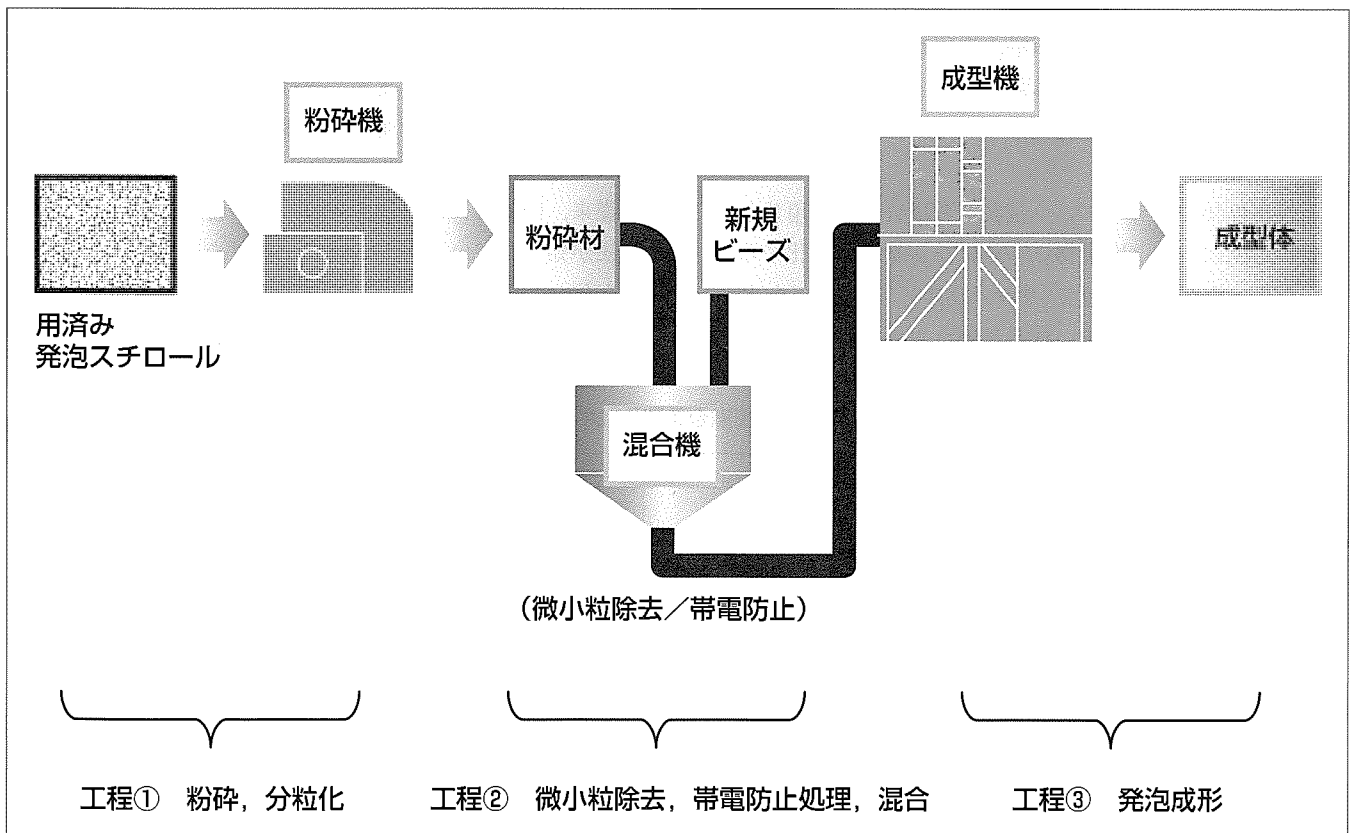 用済み
発泡スチロール
粉砕機
粉砕材
新規
ビーズ
混合機
（微小粒除去／帯電防止）
成型機
成型体
工程① 粉砕，分粒化
工程② 微小粒除去，帯電防止処理，混合
工程③ 発泡成形